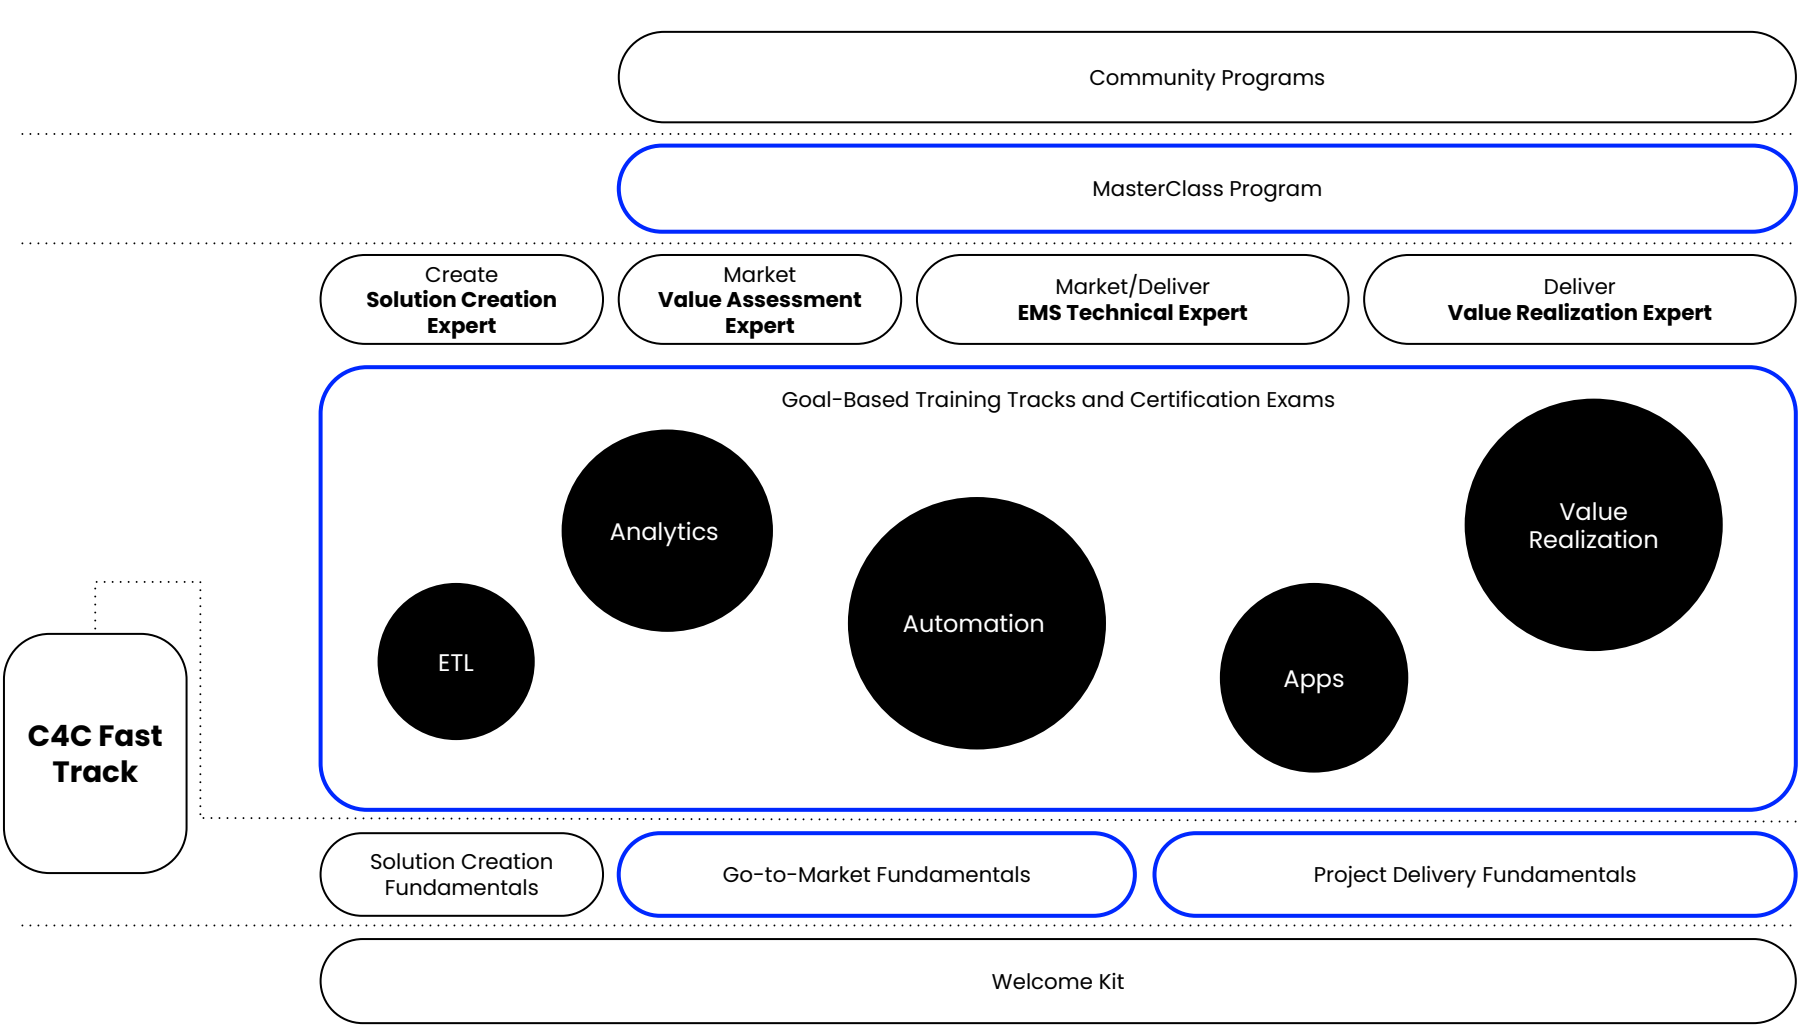 Community Programs
MasterClass Program
Create
Solution Creation
Expert
Market
Value Assessment
Expert
Market/Deliver
EMS Technical Expert
Deliver
Value Realization Expert
Goal-Based Training Tracks and Certification Exams
Analytics
Value
Realization
Automation
ETL
Apps
C4C Fast
Track
Solution Creation
Fundamentals
Go-to-Market Fundamentals
Project Delivery Fundamentals
Welcome Kit